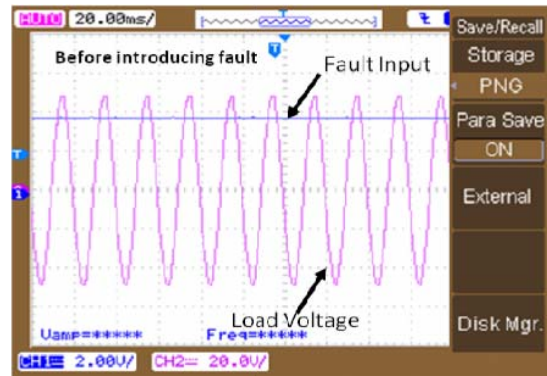 AUTO 20.00ms/
Save/Recall
Storage
PNG
Para Save
ON
External
Disk Mgr.
T
Before introducing fault
T
Fault Input
T
1
Load Voltage
Vamp=***** Freq=*****
CH1 2.00V/ CH2= 20.0V/